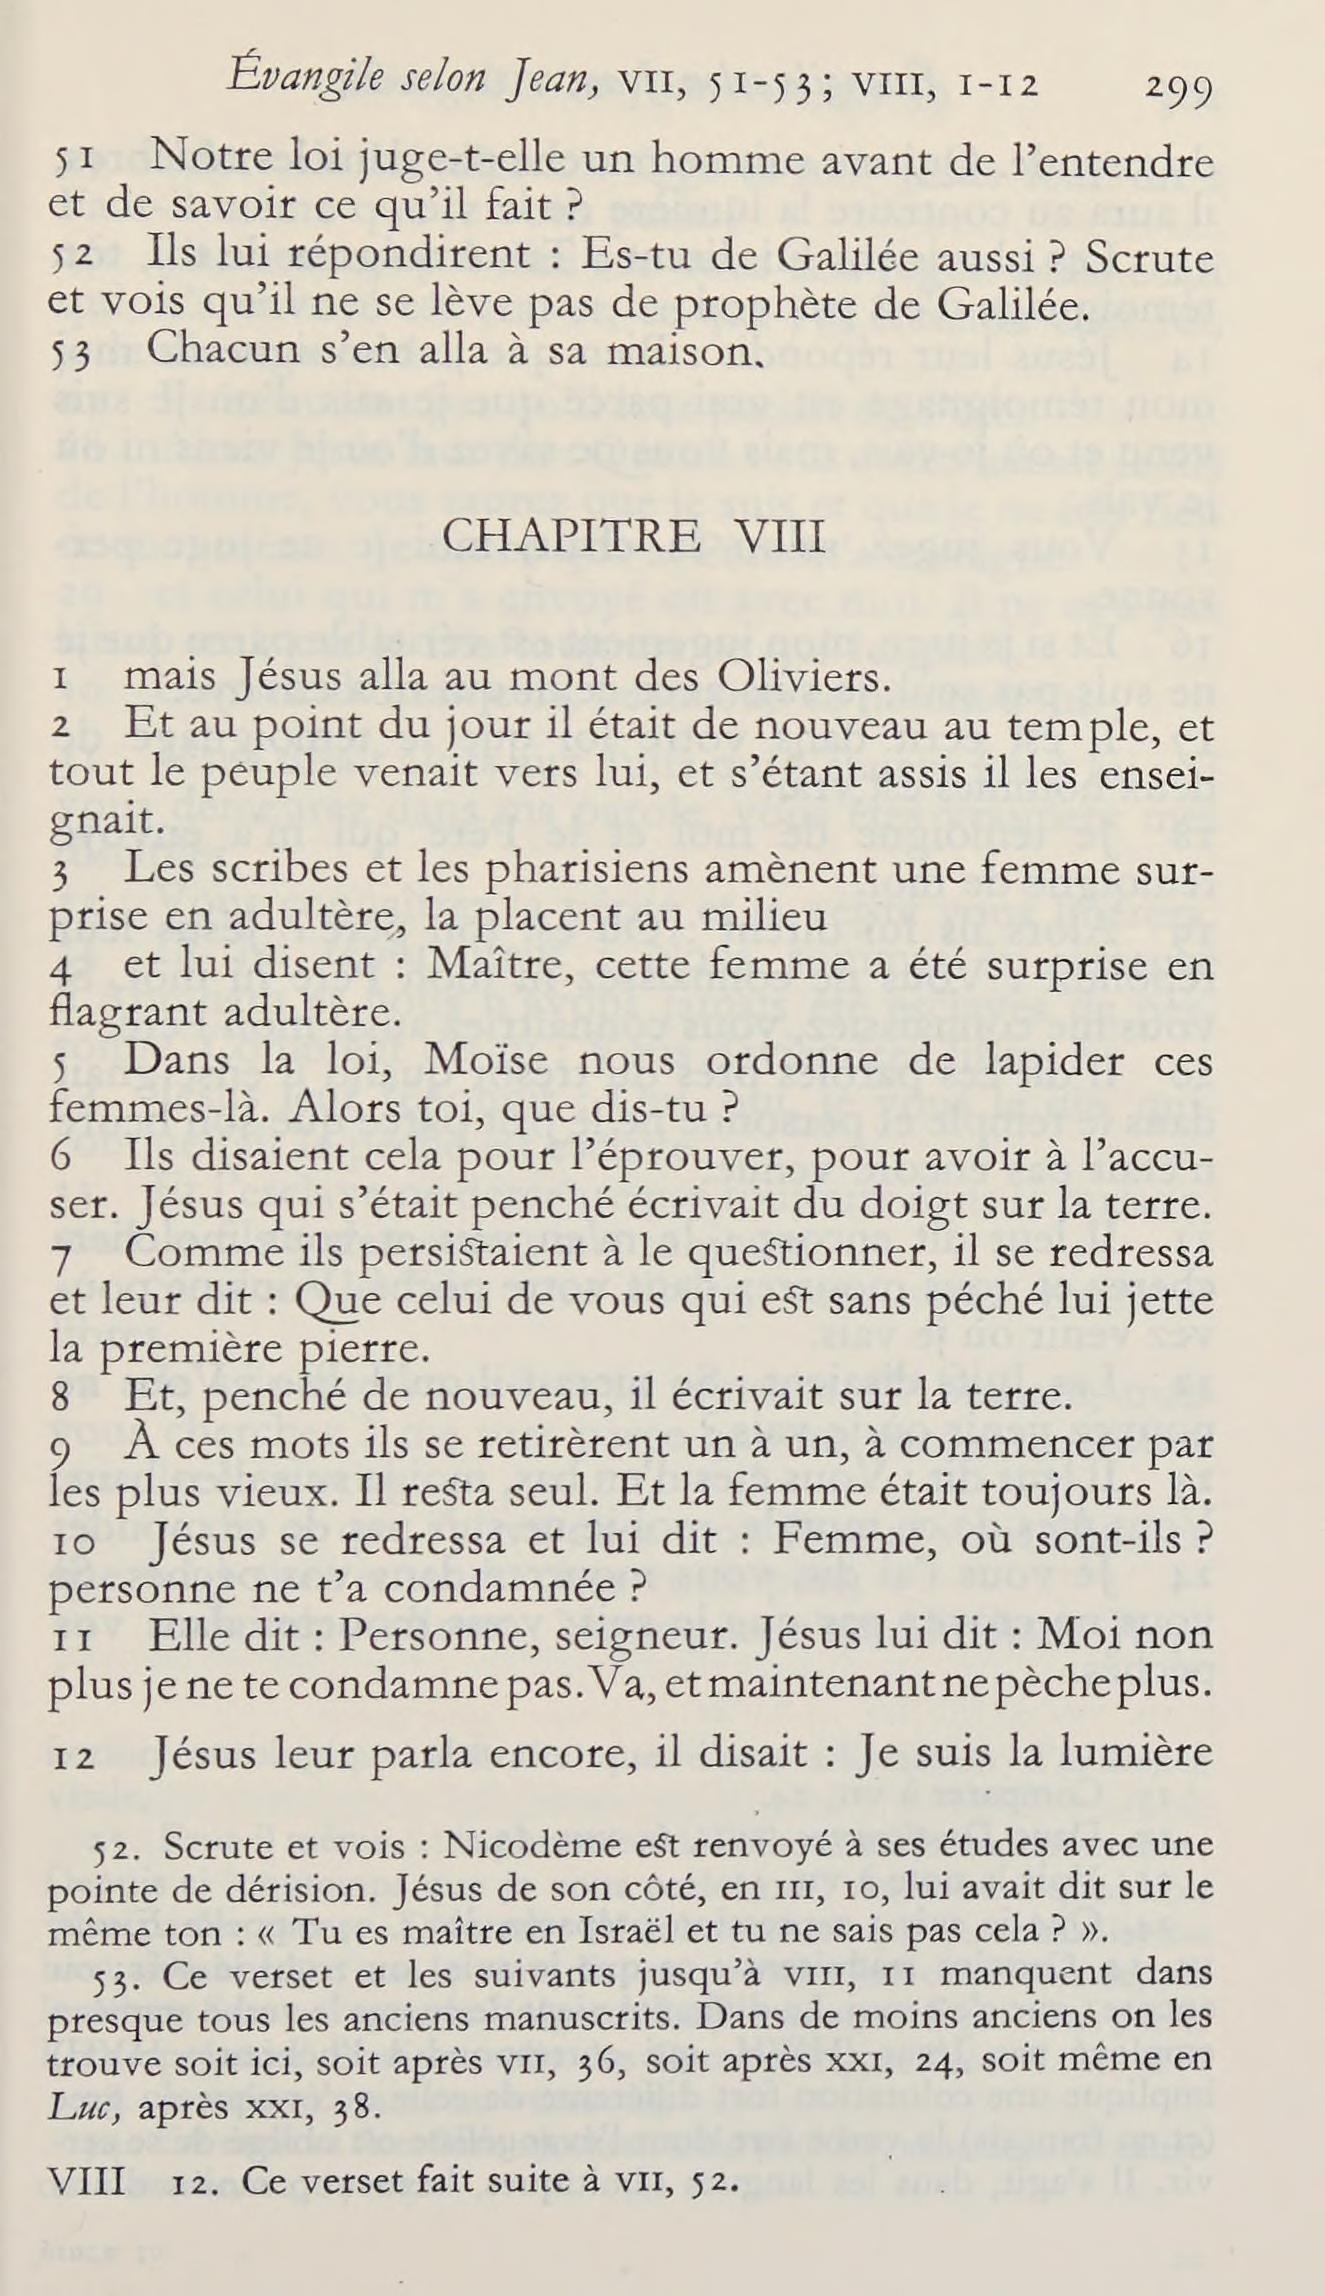 Évangile selon Jean, VII, 51-53; VIII, 1-12 299
51 Notre loi juge-t-elle un homme avant de l’entendre
et de savoir ce qu’il fait ?
52 Ils lui répondirent : Es-tu de Galilée aussi ? Scrute
et vois qu’il ne se lève pas de prophète de Galilée.
53 Chacun s’en alla à sa maison.
CHAPITRE VIII
1 mais Jésus alla au mont des Oliviers.
2 Et au point du jour il était de nouveau au temple, et
tout le peuple venait vers lui, et s’étant assis il les ensei-
gnait.
3 Les scribes et les pharisiens amènent une femme sur-
prise en adultère, la placent au milieu
4 et lui disent : Maître, cette femme a été surprise en
flagrant adultère.
5 Dans la loi, Moïse nous ordonne de lapider ces
femmes-là. Alors toi, que dis-tu ?
6 Ils disaient cela pour l’éprouver, pour avoir à l’accu-
ser. Jésus qui s’était penché écrivait du doigt sur la terre.
7 Comme ils persistaient à le questionner, il se redressa
et leur dit : Que celui de vous qui est sans péché lui jette
la première pierre.
8 Et, penché de nouveau, il écrivait sur la terre.
9 À ces mots ils se retirèrent un à un, à commencer par
les plus vieux. Il resta seul. Et la femme était toujours là.
10 Jésus se redressa et lui dit : Femme, où sont-ils ?
personne ne t’a condamnée ?
11 Elle dit : Personne, seigneur. Jésus lui dit : Moi non
plus je ne te condamne pas. Va, et maintenant ne pèche plus.
12 Jésus leur parla encore, il disait : Je suis la lumière
52. Scrute et vois : Nicodème est renvoyé à ses études avec une
pointe de dérision. Jésus de son côté, en III, 10, lui avait dit sur le
même ton : « Tu es maître en Israël et tu ne sais pas cela ? ».
53. Ce verset et les suivants jusqu’à VIII, 11 manquent dans
presque tous les anciens manuscrits. Dans de moins anciens on les
trouve soit ici, soit après VII, 36, soit après XXI, 24, soit même en
Luc, après XXI, 38.
VIII 12. Ce verset fait suite à VII, 52.